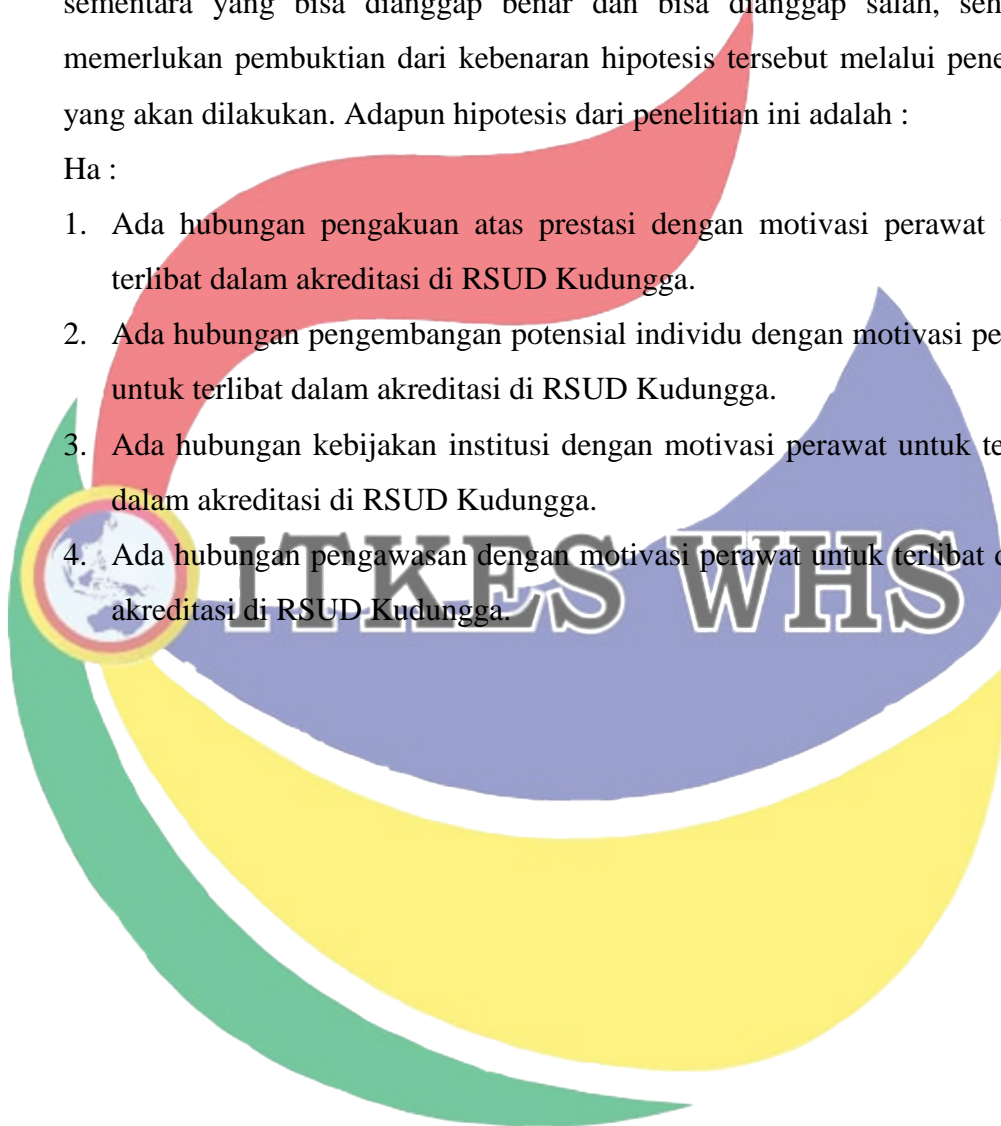 sementara yang bisa dianggap benar dan bisa dianggap salah,
memerlukan pembuktian dari kebenaran hipotesis tersebut melalui
yang akan dilakukan. Adapun hipotesis dari penelitian ini adalah :
Ha :
1. Ada hubungan pengakuan atas prestasi dengan motivasi perawat
terlibat dalam akreditasi di RSUD Kudungga.
2. Ada hubungan pengembangan potensial individu dengan motivasi
untuk terlibat dalam akreditasi di RSUD Kudungga.
3. Ada hubungan kebijakan institusi dengan motivasi perawat untuk
dalam akreditasi di RSUD Kudungga.
4. Ada hubungan pengawasan dengan motivasi perawat untuk terlibat
akreditasi di RSUD Kudungga.
ITKES WHS